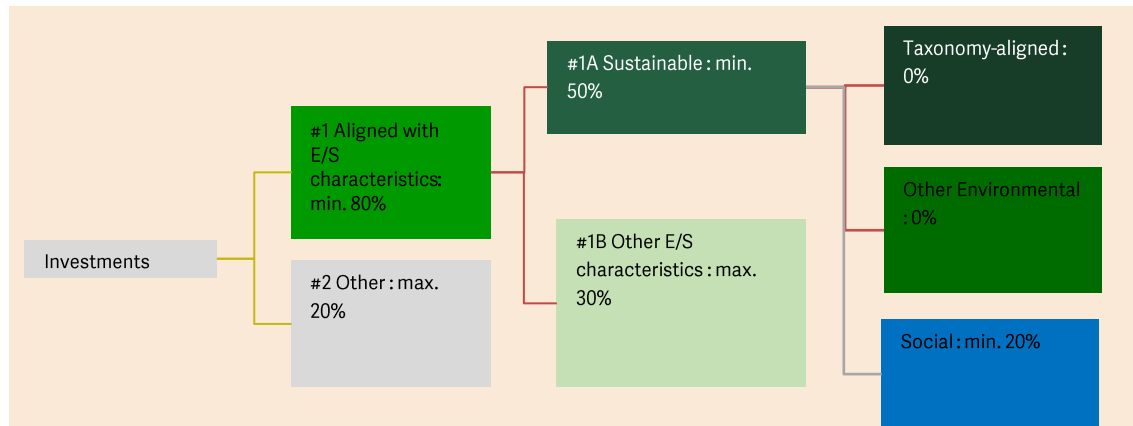 Investments
#1 Aligned with
E/S
characteristics:
min. 80%
#2 Other : max.
20%
#1A Sustainable : min.
50%
#1B Other E/S
characteristics : max.
30%
Taxonomy-aligned :
0%
Other Environmental
: 0%
Social : min. 20%